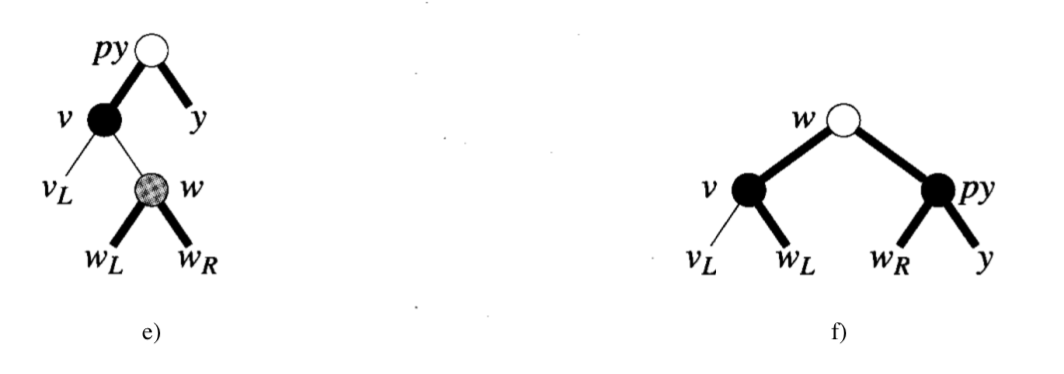 py
v y w
v_L w v py
w_L w_R v_L w_L w_R y
e) f)